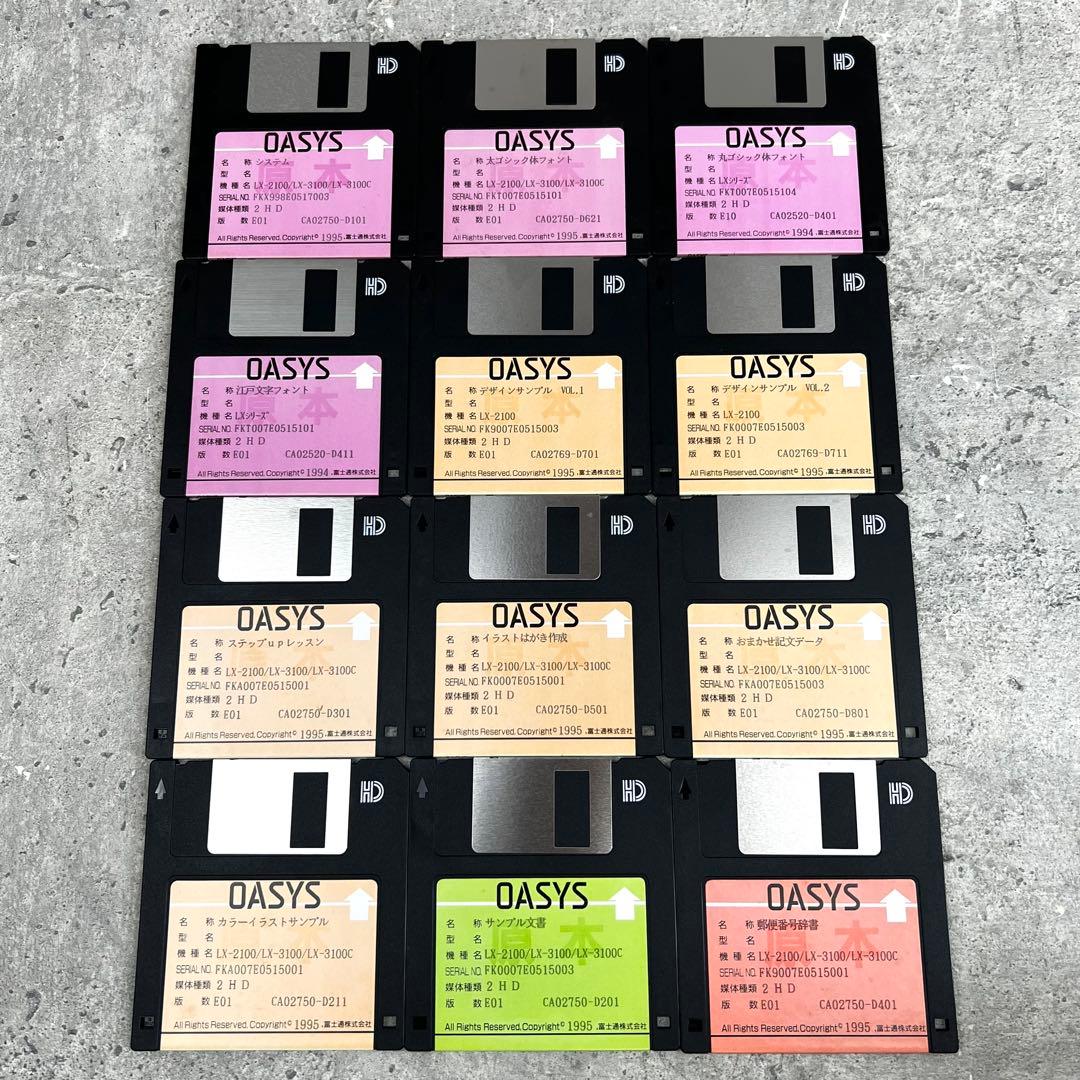 HD
OASYS
原本
名 称 システム
型 名
機 種 名 LX-2100/LX-3100/LX-3100C
SERIAL NO. FKX998E0517003
媒体種類 2HD
版 数 E01 CA02750-D101
All Rights Reserved, Copyright© 1995, 富士通株式会社
HD
OASYS
原本
名 称 太ゴシック体フォント
型 名
機 種 名 LX-2100/LX-3100/LX-3100C
SERIAL NO. FKT007E0515101
媒体種類 2HD
版 数 E01 CA02750-D621
All Rights Reserved, Copyright© 1995, 富士通株式会社
HD
OASYS
原本
名 称 丸ゴシック体フォント
型 名
機 種 名 LXシリーズ
SERIAL NO. FKT007E0515104
媒体種類 2HD
版 数 E10 CA02520-D401
All Rights Reserved, Copyright© 1994, 富士通株式会社
HD
OASYS
原本
名 称 江戸文字フォント
型 名
機 種 名 LXシリーズ
SERIAL NO. FKT007E0515101
媒体種類 2HD
版 数 E01 CA02520-D411
All Rights Reserved, Copyright© 1994, 富士通株式会社
HD
OASYS
原本
名 称 デザインサンプル VOL.1
型 名
機 種 名 LX-2100
SERIAL NO. FK9007E0515003
媒体種類 2HD
版 数 E01 CA02769-D701
All Rights Reserved, Copyright© 1995, 富士通株式会社
HD
OASYS
原本
名 称 デザインサンプル VOL.2
型 名
機 種 名 LX-2100
SERIAL NO. FK0007E0515003
媒体種類 2HD
版 数 E01 CA02769-D711
All Rights Reserved, Copyright© 1995, 富士通株式会社
HD
OASYS
原本
名 称 ステップupレッスン
型 名
機 種 名 LX-2100/LX-3100/LX-3100C
SERIAL NO. FKA007E0515001
媒体種類 2HD
版 数 E01 CA02750-D301
All Rights Reserved, Copyright© 1995, 富士通株式会社
HD
OASYS
原本
名 称 イラストはがき作成
型 名
機 種 名 LX-2100/LX-3100/LX-3100C
SERIAL NO. FK0007E0515001
媒体種類 2HD
版 数 E01 CA02750-D501
All Rights Reserved, Copyright© 1995, 富士通株式会社
HD
OASYS
原本
名 称 おまかせ記文データ
型 名
機 種 名 LX-2100/LX-3100/LX-3100C
SERIAL NO. FKA007E0515003
媒体種類 2HD
版 数 E01 CA02750-D801
All Rights Reserved, Copyright© 1995, 富士通株式会社
HD
OASYS
原本
名 称 カラーイラストサンプル
型 名
機 種 名 LX-2100/LX-3100/LX-3100C
SERIAL NO. FKA007E0515001
媒体種類 2HD
版 数 E01 CA02750-D211
All Rights Reserved, Copyright© 1995, 富士通株式会社
HD
OASYS
原本
名 称 サンプル文書
型 名
機 種 名 LX-2100/LX-3100/LX-3100C
SERIAL NO. FK0007E0515003
媒体種類 2HD
版 数 E01 CA02750-D201
All Rights Reserved, Copyright© 1995, 富士通株式会社
HD
OASYS
原本
名 称 郵便番号辞書
型 名
機 種 名 LX-2100/LX-3100/LX-3100C
SERIAL NO. FK9007E0515001
媒体種類 2HD
版 数 E01 CA02750-D401
All Rights Reserved, Copyright© 1995, 富士通株式会社